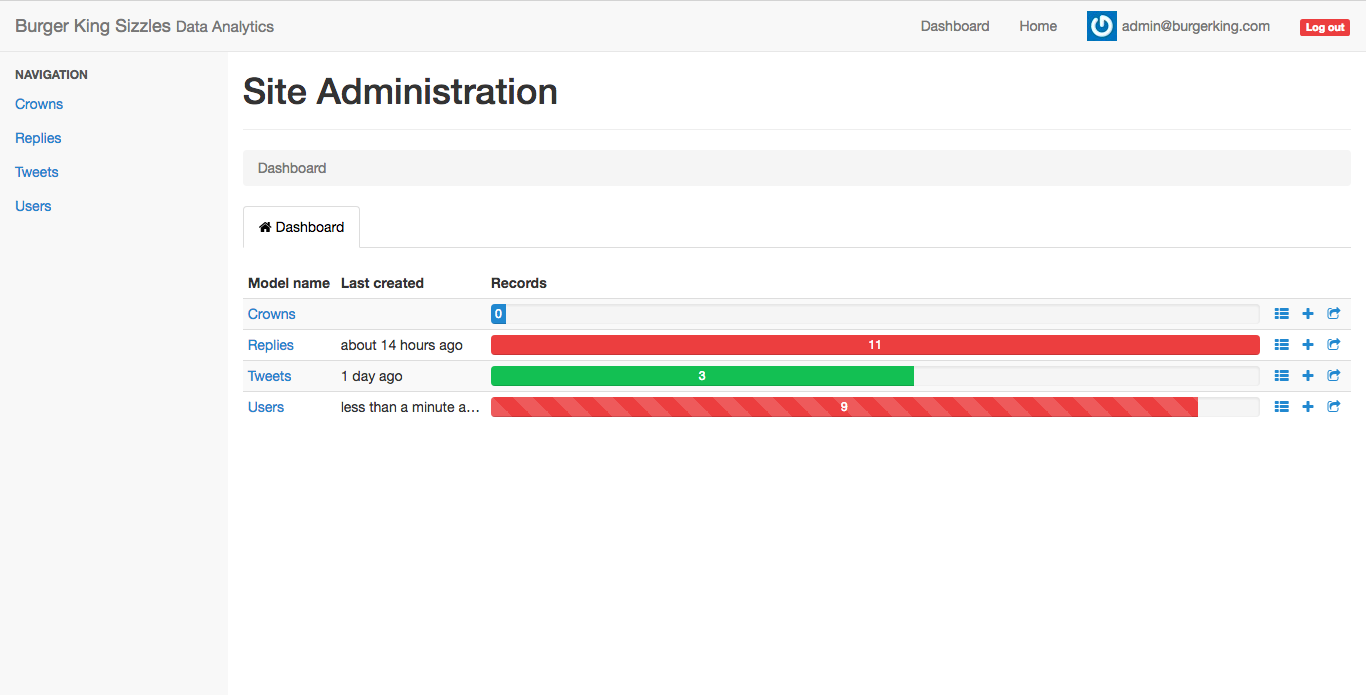 Burger King Sizzles Data Analytics
Dashboard
Home
admin@burgerking.com
Log out
NAVIGATION
Crowns
Replies
Tweets
Users
Site Administration
Dashboard
Dashboard
Model name Last created Records
Crowns 0
Replies about 14 hours ago 11
Tweets 1 day ago 3
Users less than a minute a... 9